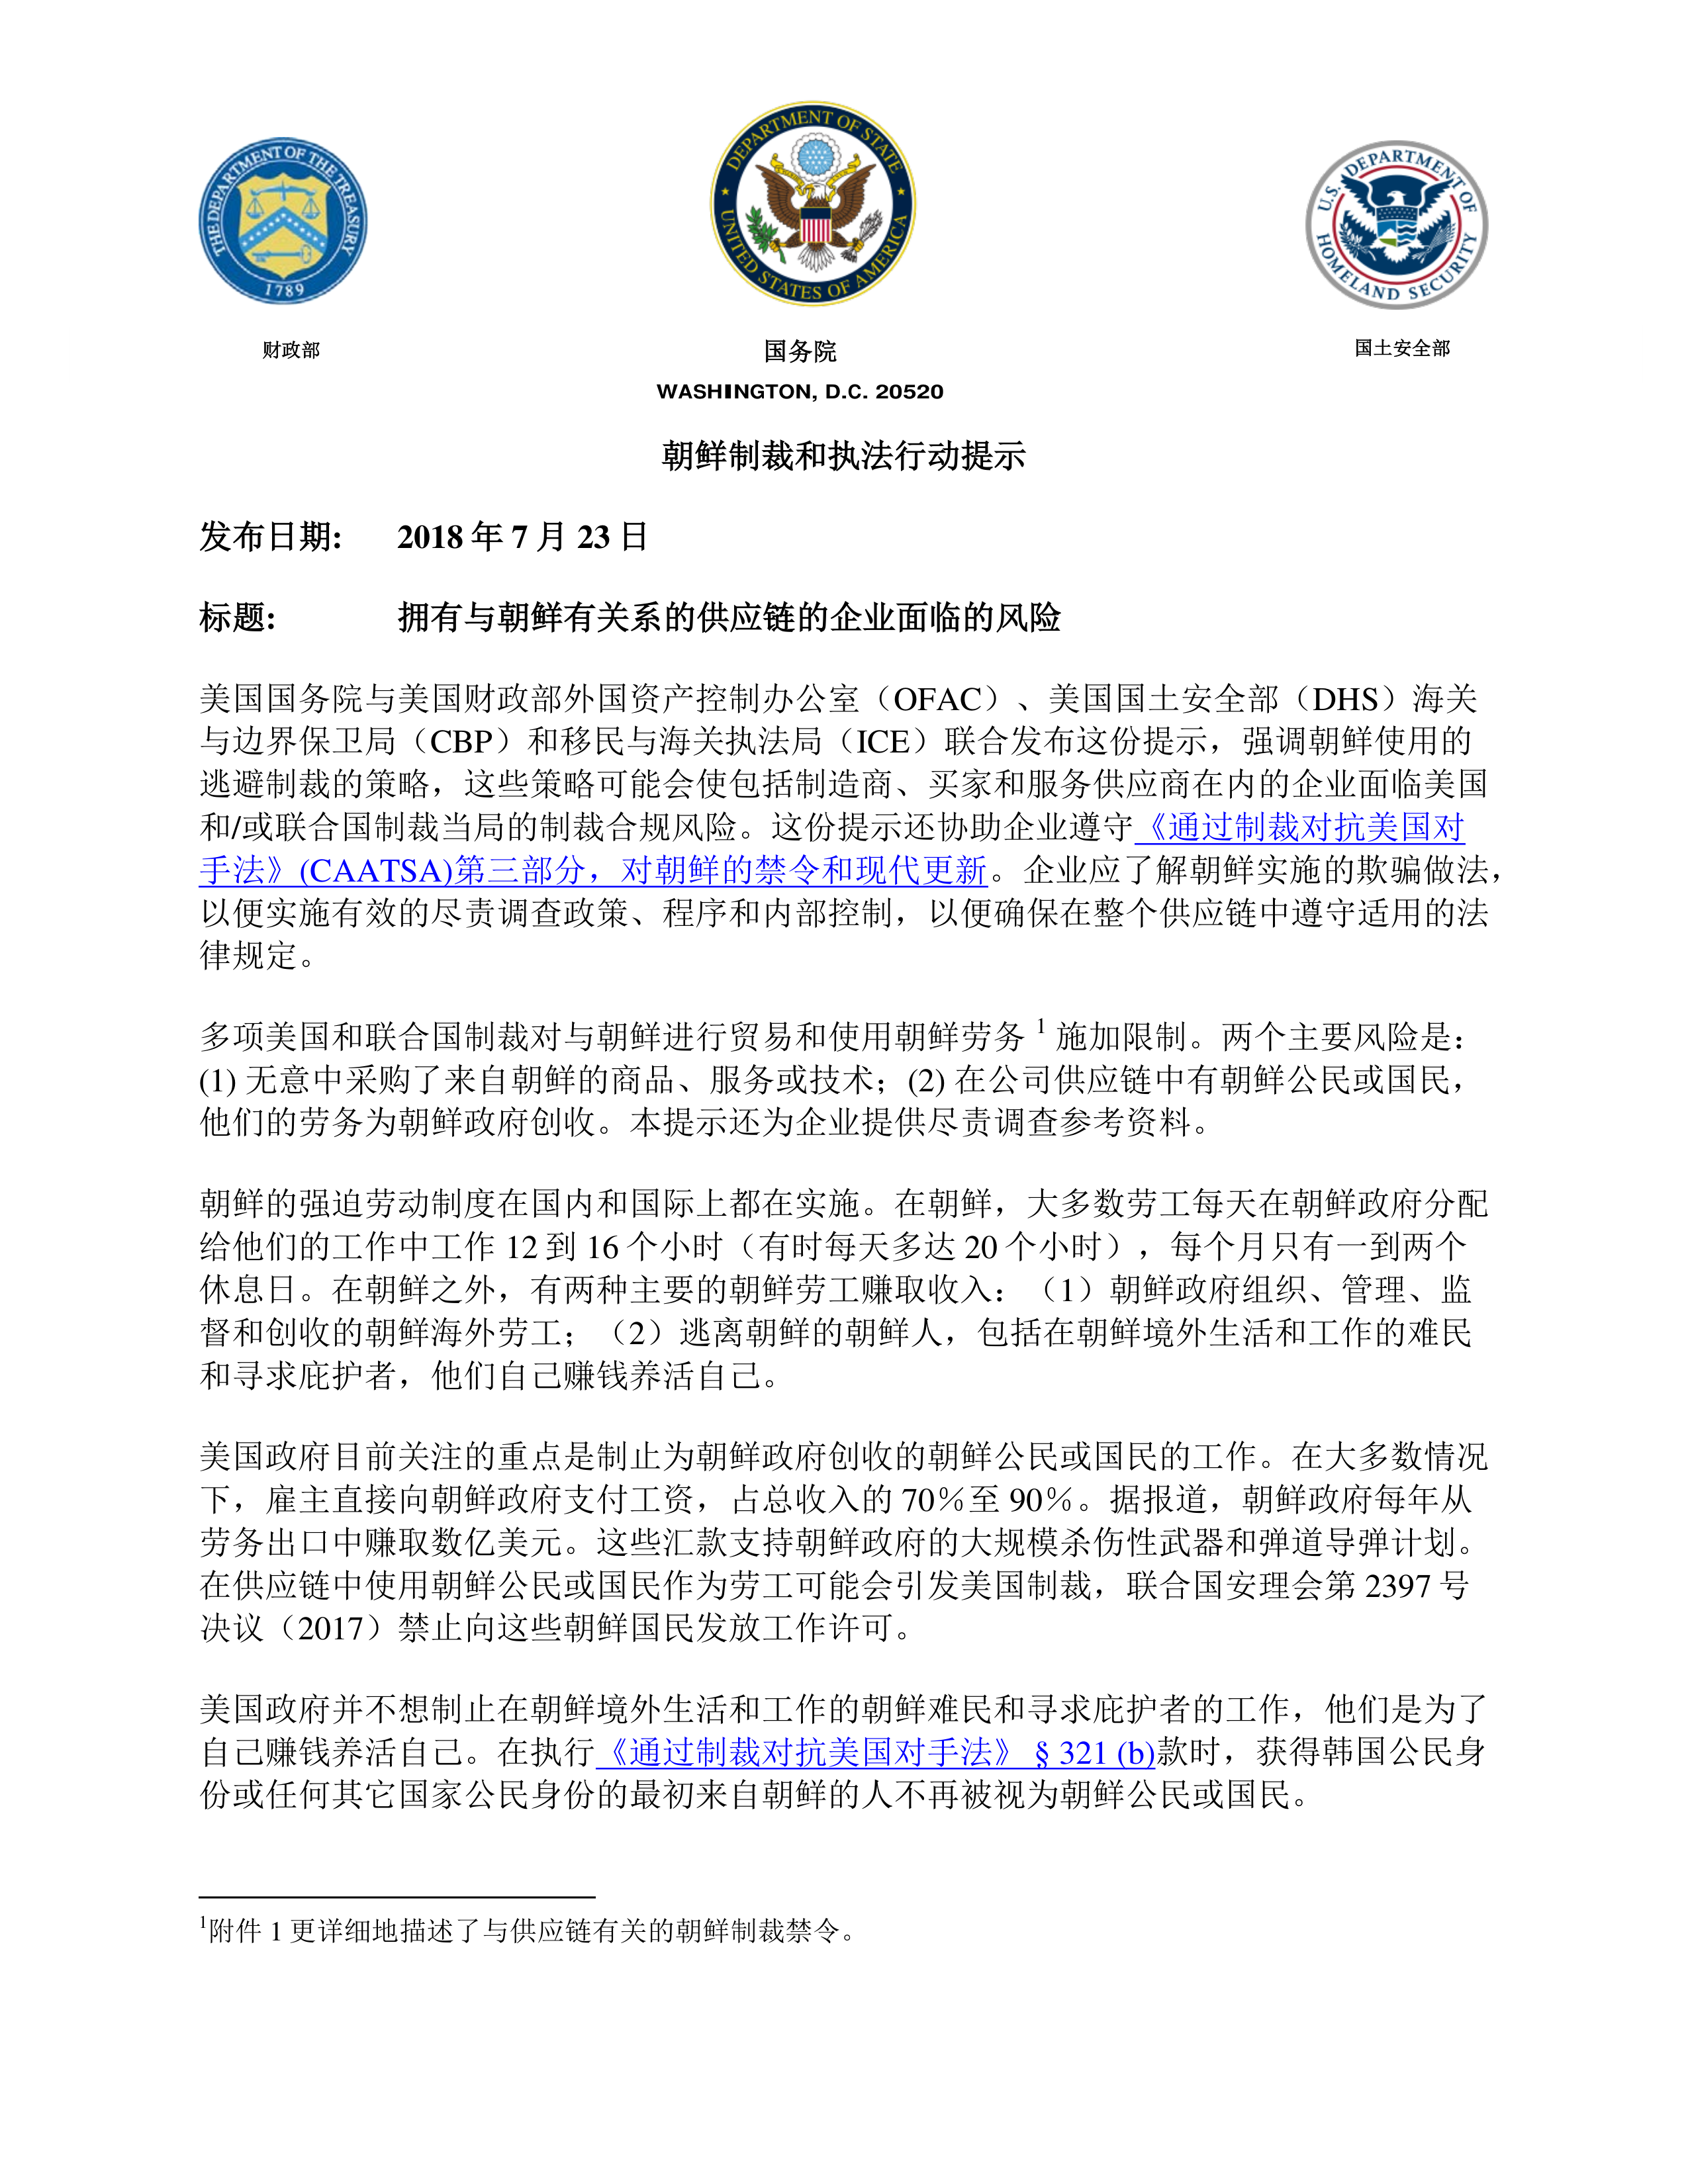 THE DEPARTMENT OF THE TREASURY
1789
DEPARTMENT OF STATE
UNITED STATES OF AMERICA
U.S. DEPARTMENT OF
HOMELAND SECURITY
财政部
国务院
国土安全部
WASHINGTON, D.C. 20520
朝鲜制裁和执法行动提示
发布日期: 2018 年 7 月 23 日
标题: 拥有与朝鲜有关系的供应链的企业面临的风险
美国国务院与美国财政部外国资产控制办公室（OFAC）、美国国土安全部（DHS）海关
与边界保卫局（CBP）和移民与海关执法局（ICE）联合发布这份提示，强调朝鲜使用的
逃避制裁的策略，这些策略可能会使包括制造商、买家和服务供应商在内的企业面临美国
和/或联合国制裁当局的制裁合规风险。这份提示还协助企业遵守《通过制裁对抗美国对
手法》(CAATSA)第三部分，对朝鲜的禁令和现代更新。企业应了解朝鲜实施的欺骗做法，
以便实施有效的尽责调查政策、程序和内部控制，以便确保在整个供应链中遵守适用的法
律规定。
多项美国和联合国制裁对与朝鲜进行贸易和使用朝鲜劳务 1 施加限制。两个主要风险是：
(1) 无意中采购了来自朝鲜的商品、服务或技术；(2) 在公司供应链中有朝鲜公民或国民，
他们的劳务为朝鲜政府创收。本提示还为企业提供尽责调查参考资料。
朝鲜的强迫劳动制度在国内和国际上都在实施。在朝鲜，大多数劳工每天在朝鲜政府分配
给他们的工作中工作 12 到 16 个小时（有时每天多达 20 个小时），每个月只有一到两个
休息日。在朝鲜之外，有两种主要的朝鲜劳工赚取收入：（1）朝鲜政府组织、管理、监
督和创收的朝鲜海外劳工；（2）逃离朝鲜的朝鲜人，包括在朝鲜境外生活和工作的难民
和寻求庇护者，他们自己赚钱养活自己。
美国政府目前关注的重点是制止为朝鲜政府创收的朝鲜公民或国民的工作。在大多数情况
下，雇主直接向朝鲜政府支付工资，占总收入的 70％至 90％。据报道，朝鲜政府每年从
劳务出口中赚取数亿美元。这些汇款支持朝鲜政府的大规模杀伤性武器和弹道导弹计划。
在供应链中使用朝鲜公民或国民作为劳工可能会引发美国制裁，联合国安理会第 2397 号
决议（2017）禁止向这些朝鲜国民发放工作许可。
美国政府并不想制止在朝鲜境外生活和工作的朝鲜难民和寻求庇护者的工作，他们是为了
自己赚钱养活自己。在执行《通过制裁对抗美国对手法》 § 321 (b)款时，获得韩国公民身
份或任何其它国家公民身份的最初来自朝鲜的人不再被视为朝鲜公民或国民。
1附件 1 更详细地描述了与供应链有关的朝鲜制裁禁令。